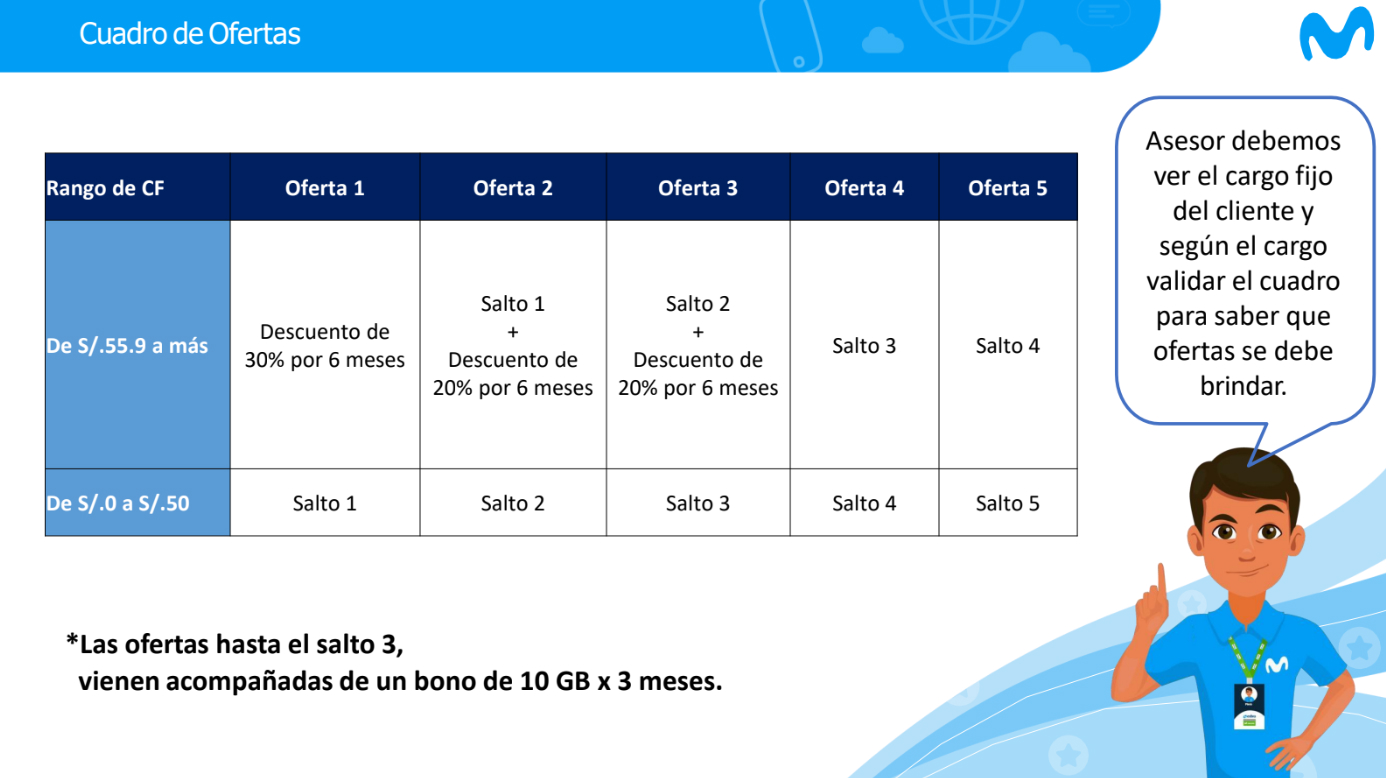 Cuadro de Ofertas
Asesor debemos
ver el cargo fijo
del cliente y
según el cargo
validar el cuadro
para saber que
ofertas se debe
brindar.
Rango de CF
Oferta 1
Oferta 2
Oferta 3
Oferta 4
Oferta 5
De S/.55.9 a más
Descuento de
30% por 6 meses
Salto 1
+
Descuento de
20% por 6 meses
Salto 2
+
Descuento de
20% por 6 meses
Salto 3
Salto 4
De S/.0 a S/.50
Salto 1
Salto 2
Salto 3
Salto 4
Salto 5
*Las ofertas hasta el salto 3,
vienen acompañadas de un bono de 10 GB x 3 meses.